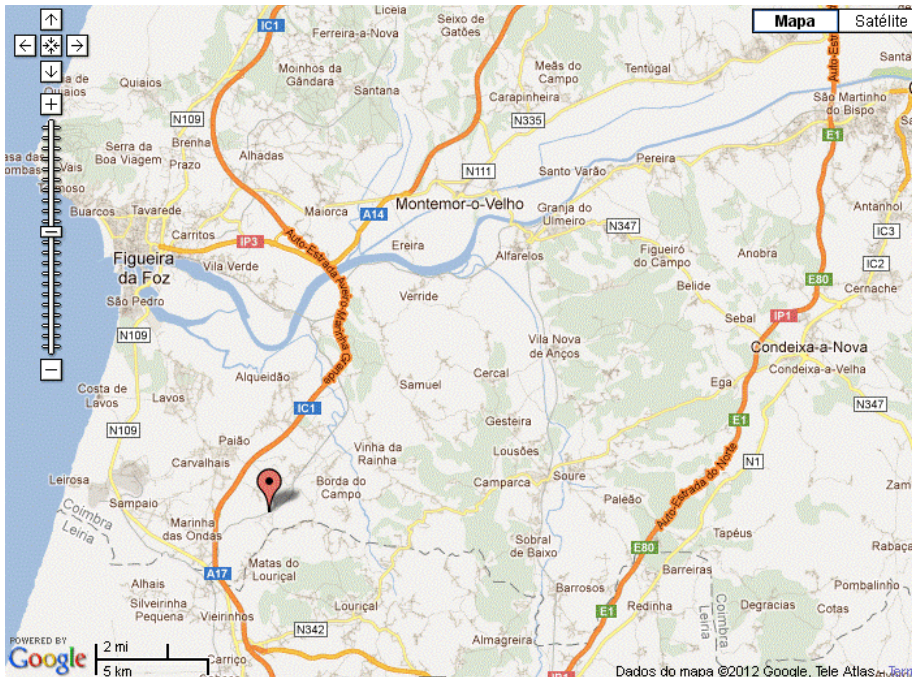 Mapa
Satélite
IC1
Liceia
Ferreira-a-Nova
Seixo de
Gatões
Quiaios
Moinhos da
Gândara
Santana
Meãs do
Campo
Carapinheira
Tentúgal
São Martinho
do Bispo
N109
Brenha
N335
E1
Serra da
Boa Viagem
Prazo
Alhadas
Vais
N111
Santo Varão
Pereira
Buarcos
Tavarede
Maiorca
A14
Montemor-o-Velho
Granja do
Ulmeiro
N347
Antanhol
IC3
Carritos
IP3
Auto-Estrada Aveiro-Marinha Grande
Ereira
Alfarelos
Figueiró
do Campo
Anobra
IC2
Figueira
da Foz
Vila Verde
Belide
E80
Cernache
São Pedro
Verride
Sebal
IP1
N109
Vila Nova
de Anços
Condeixa-a-Nova
Condeixa-a-Velha
Costa de
Lavos
Lavos
Alqueidão
Samuel
Cercal
Ega
IC1
N347
Gesteira
E1
N109
Paião
Vinha da
Rainha
Lousões
N1
Auto-Estrada do Norte
Leirosa
Carvalhais
Borda do
Campo
Camparca
Soure
Sampaio
Paleão
Coimbra
Leiria
Marinha
das Ondas
Sobral
de Baixo
Tapéus
E80
A17
Matas do
Louriçal
Barrosos
Barreiras
Pombalinho
Alhais
Silveirinha
Pequena
Vieirinhos
Louriçal
E1
Redinha
Coimbra
Leiria
Degracias
Cotas
N342
Almagreira
Carriço
IP1
POWERED BY
Google
2 mi
5 km
Dados do mapa ©2012 Google, Tele Atlas